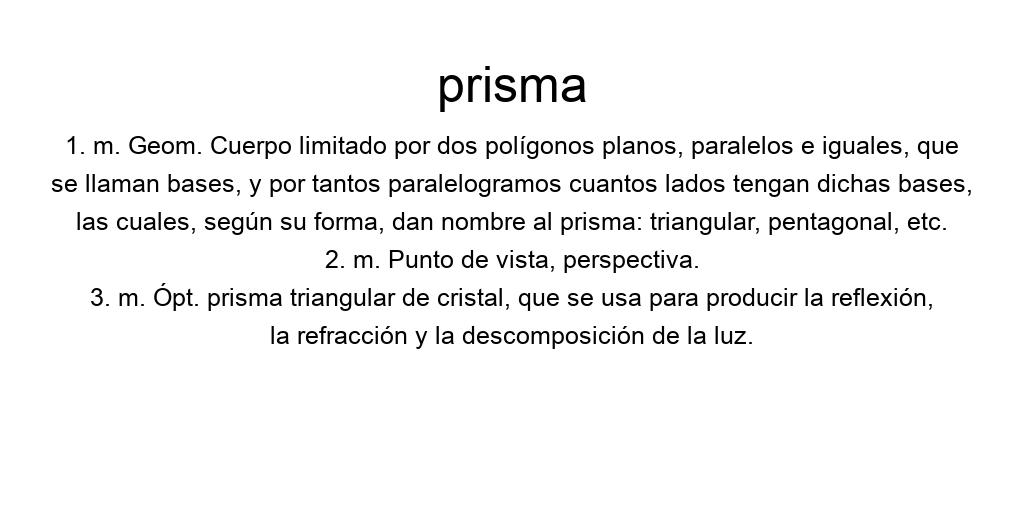 prisma
1. m. Geom. Cuerpo limitado por dos polígonos planos, paralelos e iguales, que
se llaman bases, y por tantos paralelogramos cuantos lados tengan dichas bases,
las cuales, según su forma, dan nombre al prisma: triangular, pentagonal, etc.
2. m. Punto de vista, perspectiva.
3. m. Ópt. prisma triangular de cristal, que se usa para producir la reflexión,
la refracción y la descomposición de la luz.